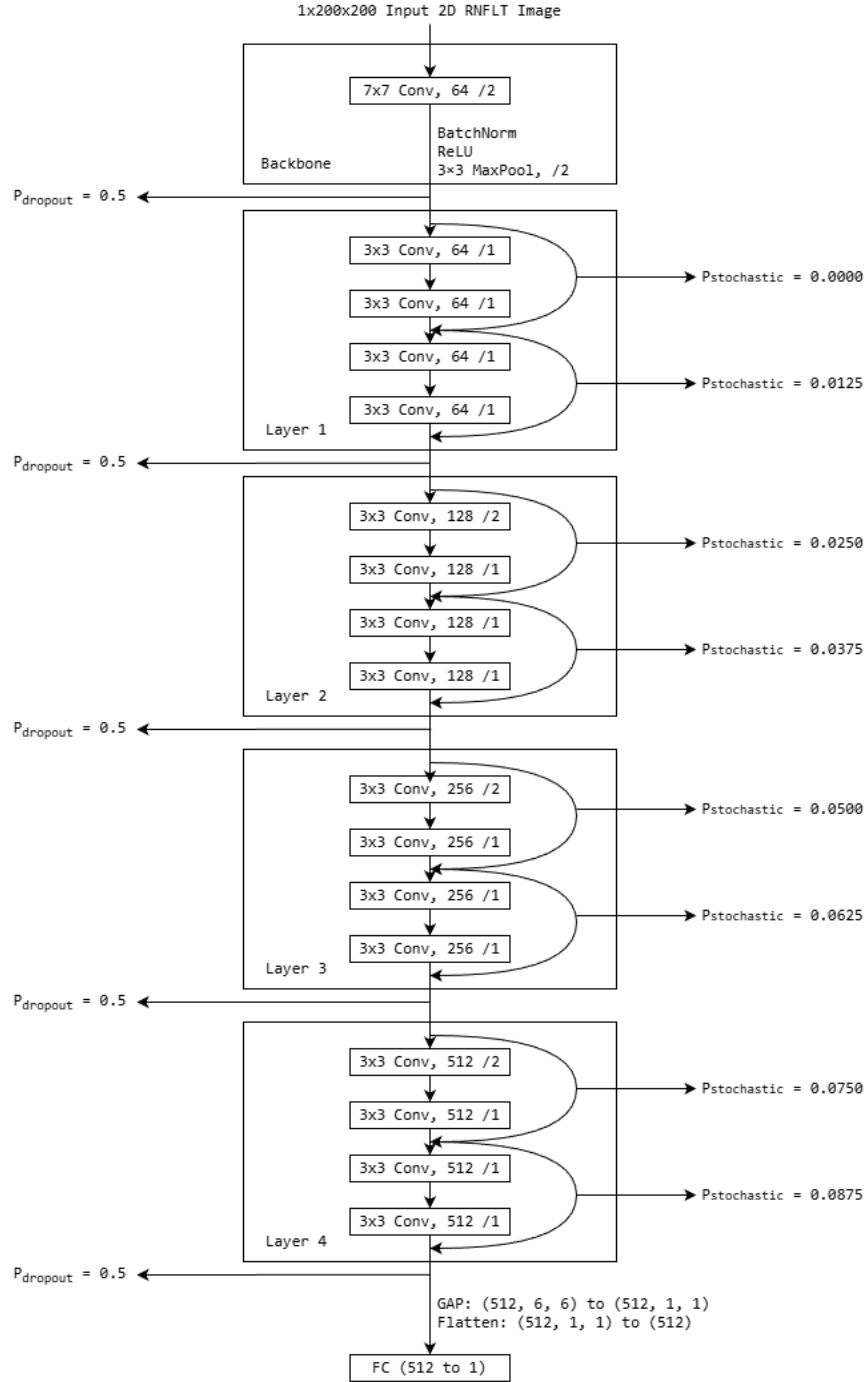 1x200x200 Input 2D RNFLT Image
7x7 Conv, 64 /2
BatchNorm
ReLU
3×3 MaxPool, /2
Backbone
Pdropout = 0.5
3x3 Conv, 64 /1
Pstochastic = 0.0000
3x3 Conv, 64 /1
3x3 Conv, 64 /1
Pstochastic = 0.0125
3x3 Conv, 64 /1
Layer 1
Pdropout = 0.5
3x3 Conv, 128 /2
Pstochastic = 0.0250
3x3 Conv, 128 /1
3x3 Conv, 128 /1
Pstochastic = 0.0375
3x3 Conv, 128 /1
Layer 2
Pdropout = 0.5
3x3 Conv, 256 /2
Pstochastic = 0.0500
3x3 Conv, 256 /1
3x3 Conv, 256 /1
Pstochastic = 0.0625
3x3 Conv, 256 /1
Layer 3
Pdropout = 0.5
3x3 Conv, 512 /2
Pstochastic = 0.0750
3x3 Conv, 512 /1
3x3 Conv, 512 /1
Pstochastic = 0.0875
3x3 Conv, 512 /1
Layer 4
Pdropout = 0.5
GAP: (512, 6, 6) to (512, 1, 1)
Flatten: (512, 1, 1) to (512)
FC (512 to 1)